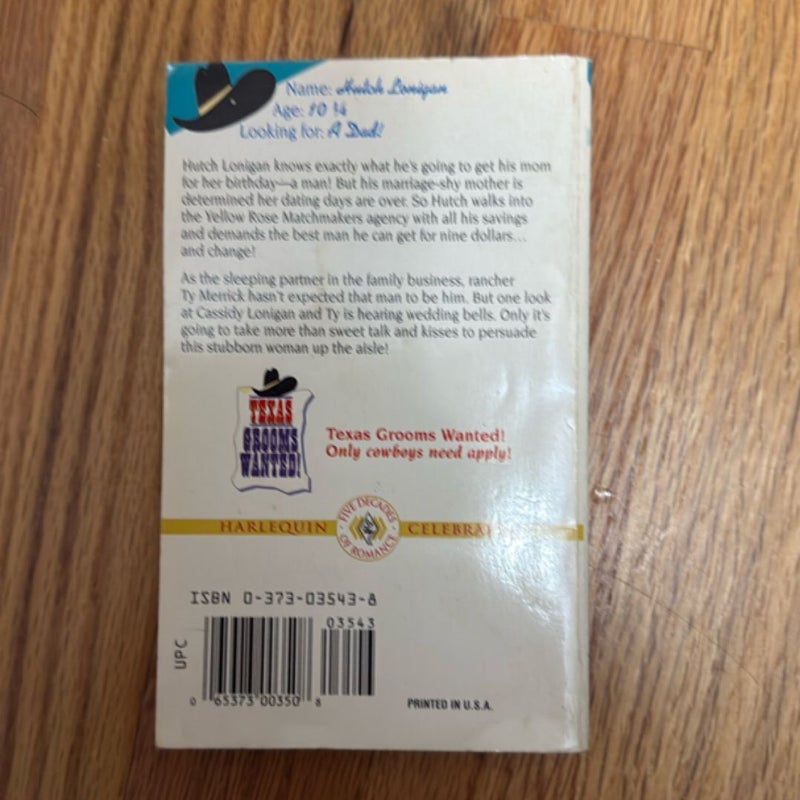 Name: Hutch Lonigan
Age: 10 ¾
Looking for: A Dad!
Hutch Lonigan knows exactly what he's going to get his mom
for her birthday—a man! But his marriage-shy mother is
determined her dating days are over. So Hutch walks into
the Yellow Rose Matchmakers agency with all his savings
and demands the best man he can get for nine dollars...
and change!
As the sleeping partner in the family business, rancher
Ty Merrick hasn't expected that man to be him. But one look
at Cassidy Lonigan and Ty is hearing wedding bells. Only it's
going to take more than sweet talk and kisses to persuade
this stubborn woman up the aisle!
TEXAS
GROOMS
WANTED!
Texas Grooms Wanted!
Only cowboys need apply!
HARLEQUIN
FIVE DECADES
OF ROMANCE
ISBN 0-373-03543-8
03543
UPC
0 65373 00350 8
PRINTED IN U.S.A.